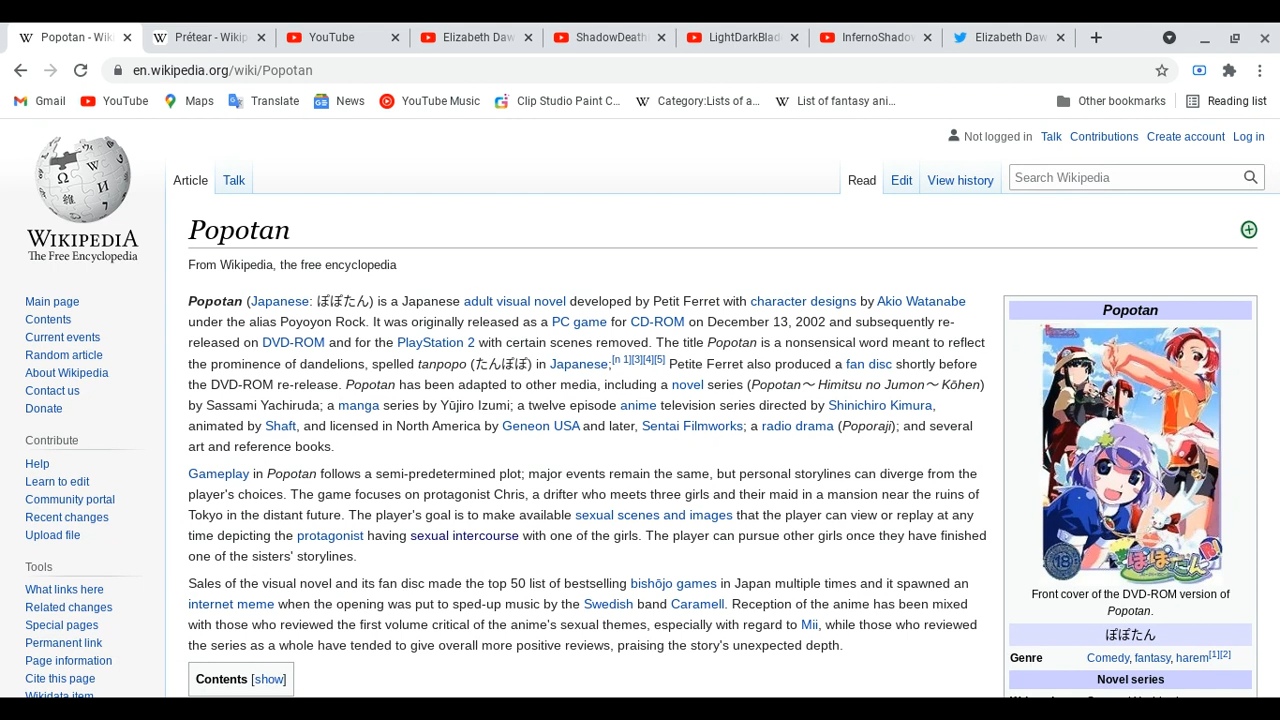 Popotan - Wiki
Prétear - Wikip
YouTube
Elizabeth Daw
ShadowDeath
LightDarkBlad
InfernoShadow
Elizabeth Daw
en.wikipedia.org/wiki/Popotan
Gmail
YouTube
Maps
Translate
News
YouTube Music
Clip Studio Paint C...
Category:Lists of a...
List of fantasy ani...
Other bookmarks
Reading list
Not logged in Talk Contributions Create account Log in
Article Talk Read Edit View history Search Wikipedia
WIKIPEDIA
The Free Encyclopedia
Main page
Contents
Current events
Random article
About Wikipedia
Contact us
Donate
Contribute
Help
Learn to edit
Community portal
Recent changes
Upload file
Tools
What links here
Related changes
Special pages
Permanent link
Page information
Cite this page
Wikidata item
Popotan
From Wikipedia, the free encyclopedia
Popotan (Japanese: ぽぽたん) is a Japanese adult visual novel developed by Petit Ferret with character designs by Akio Watanabe
under the alias Poyoyon Rock. It was originally released as a PC game for CD-ROM on December 13, 2002 and subsequently re-
released on DVD-ROM and for the PlayStation 2 with certain scenes removed. The title Popotan is a nonsensical word meant to reflect
the prominence of dandelions, spelled tanpopo (たんぽぽ) in Japanese;[n 1][3][4][5] Petite Ferret also produced a fan disc shortly before
the DVD-ROM re-release. Popotan has been adapted to other media, including a novel series (Popotan〜 Himitsu no Jumon〜 Kōhen)
by Sassami Yachiruda; a manga series by Yūjiro Izumi; a twelve episode anime television series directed by Shinichiro Kimura,
animated by Shaft, and licensed in North America by Geneon USA and later, Sentai Filmworks; a radio drama (Poporaji); and several
art and reference books.
Gameplay in Popotan follows a semi-predetermined plot; major events remain the same, but personal storylines can diverge from the
player's choices. The game focuses on protagonist Chris, a drifter who meets three girls and their maid in a mansion near the ruins of
Tokyo in the distant future. The player's goal is to make available sexual scenes and images that the player can view or replay at any
time depicting the protagonist having sexual intercourse with one of the girls. The player can pursue other girls once they have finished
one of the sisters' storylines.
Sales of the visual novel and its fan disc made the top 50 list of bestselling bishōjo games in Japan multiple times and it spawned an
internet meme when the opening was put to sped-up music by the Swedish band Caramell. Reception of the anime has been mixed
with those who reviewed the first volume critical of the anime's sexual themes, especially with regard to Mii, while those who reviewed
the series as a whole have tended to give overall more positive reviews, praising the story's unexpected depth.
Contents [show]
Popotan
18
ぽぽたん
Front cover of the DVD-ROM version of
Popotan.
ぽぽたん
Genre Comedy, fantasy, harem[1][2]
Novel series